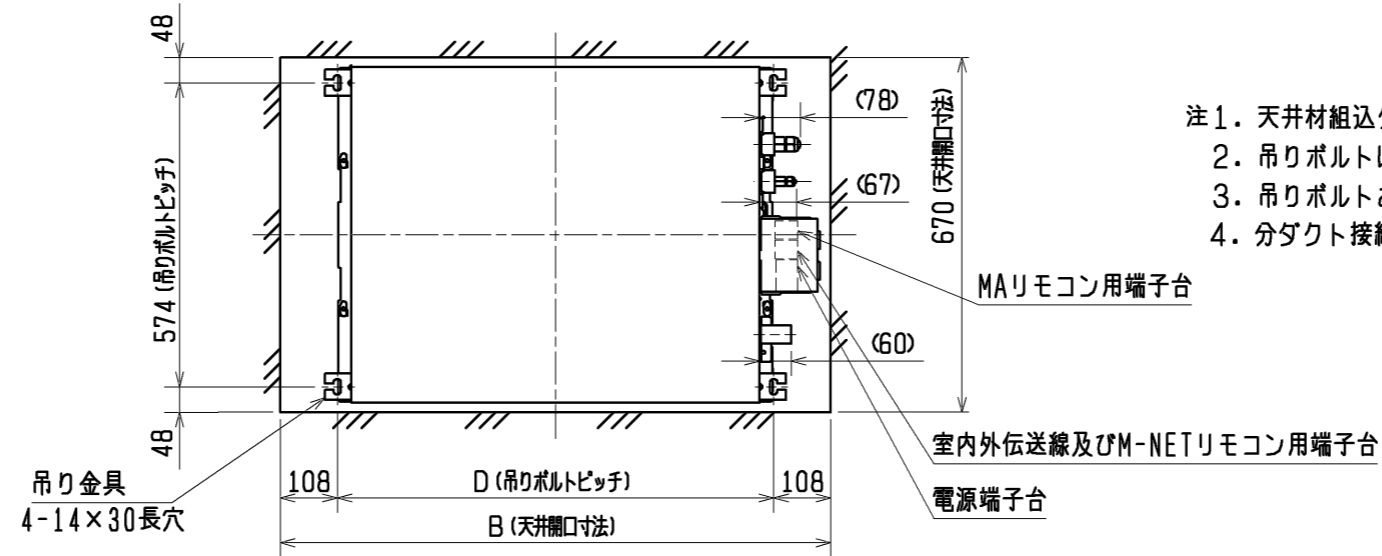 48
574(吊りボルトピッチ)
48
(78)
(67)
(60)
670(天井開口寸法)
注1. 天井材組込
2. 吊りボルト
3. 吊りボルト
4. 分ダクト接
MAリモコン用端子台
室内外伝送線及びM-NETリモコン用端子台
電源端子台
吊り金具
4-14×30長穴
108
D(吊りボルトピッチ)
108
B(天井開口寸法)